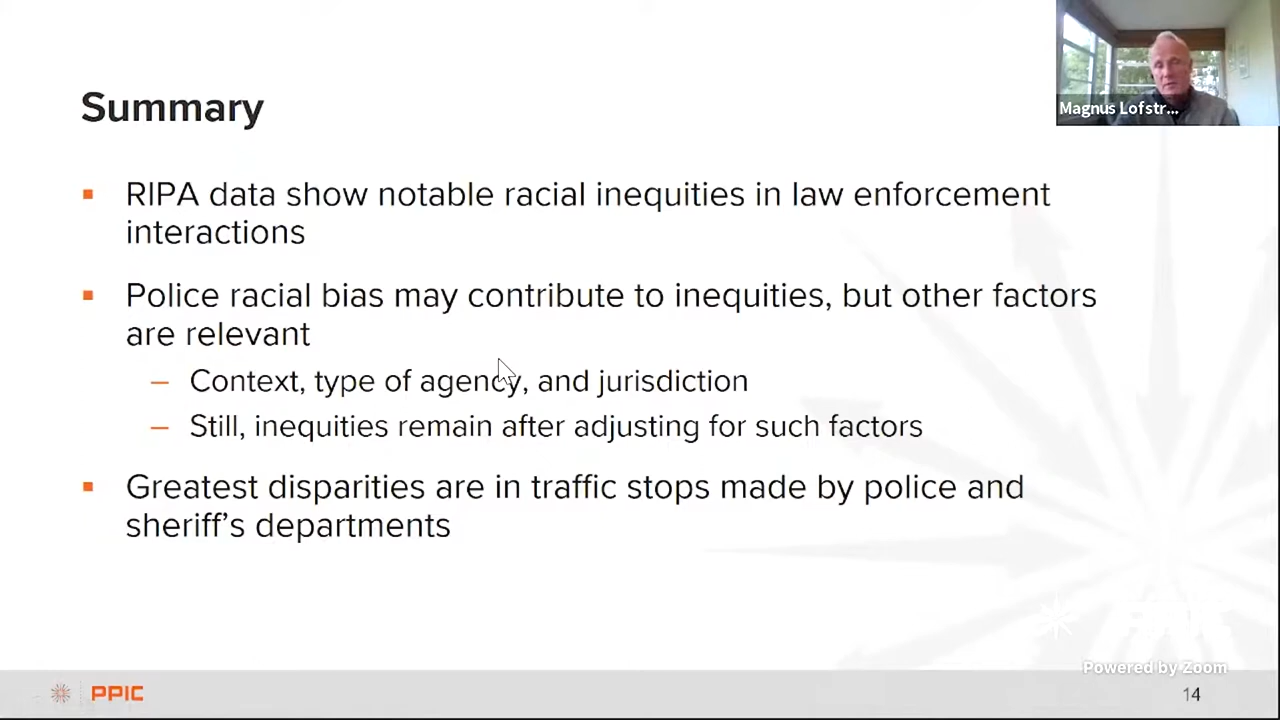 Magnus Lofstr...
Summary
▪ RIPA data show notable racial inequities in law enforcement
interactions
▪ Police racial bias may contribute to inequities, but other factors
are relevant
– Context, type of agency, and jurisdiction
– Still, inequities remain after adjusting for such factors
▪ Greatest disparities are in traffic stops made by police and
sheriff’s departments
PPIC
Powered by Zoom
PPIC
14